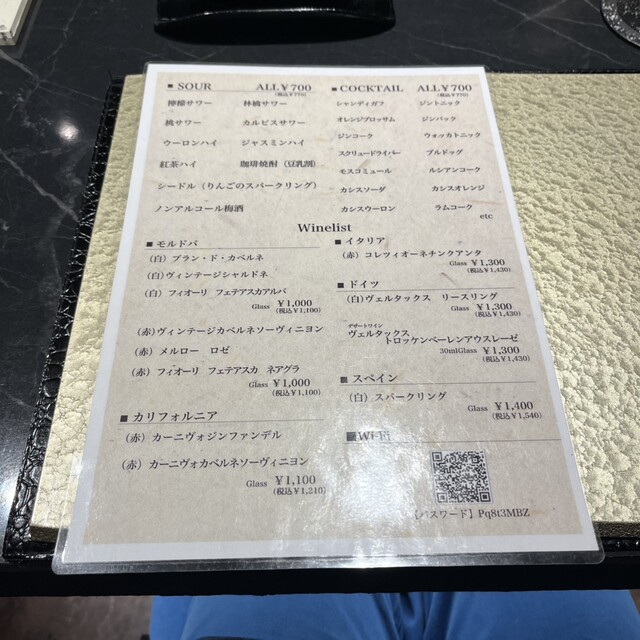 ■ SOUR ALL¥700
(税込¥770)
檸檬サワー 林檎サワー
桃サワー カルピスサワー
ウーロンハイ ジャスミンハイ
紅茶ハイ 珈琲焼酎（豆乳割）
シードル（りんごのスパークリング）
ノンアルコール梅酒
■ COCKTAIL ALL¥700
(税込¥770)
シャンディガフ ジントニック
オレンジブロッサム ジンバック
ジンコーク ウォッカトニック
スクリュードライバー ブルドッグ
モスコミュール ルシアンコーク
カシスソーダ カシスオレンジ
カシスウーロン ラムコーク
etc
Winelist
■ モルドバ
（白）ブラン・ド・カベルネ
（白）ヴィンテージシャルドネ
（白）フィオーリ フェテアスカアルバ
Glass ¥1,000
(税込¥1,100)
（赤）ヴィンテージカベルネソーヴィニヨン
（赤）メルロー ロゼ
（赤）フィオーリ フェテアスカ ネアグラ
Glass ¥1,000
(税込¥1,100)
■ カリフォルニア
（赤）カーニヴォジンファンデル
（赤）カーニヴォカベルネソーヴィニヨン
Glass ¥1,100
(税込¥1,210)
■ イタリア
（赤）コレツィオーネチンクアンタ
Glass ¥1,300
(税込¥1,430)
■ ドイツ
（白）ヴェルタックス リースリング
Glass ¥1,300
(税込¥1,430)
デザートワイン
ヴェルタックス
トロッケンベーレンアウスレーゼ
30mlGlass ¥1,300
(税込¥1,430)
■ スペイン
（白）スパークリング
Glass ¥1,400
(税込¥1,540)
■ Wi-Fi
【パスワード】Pq8t3MBZ